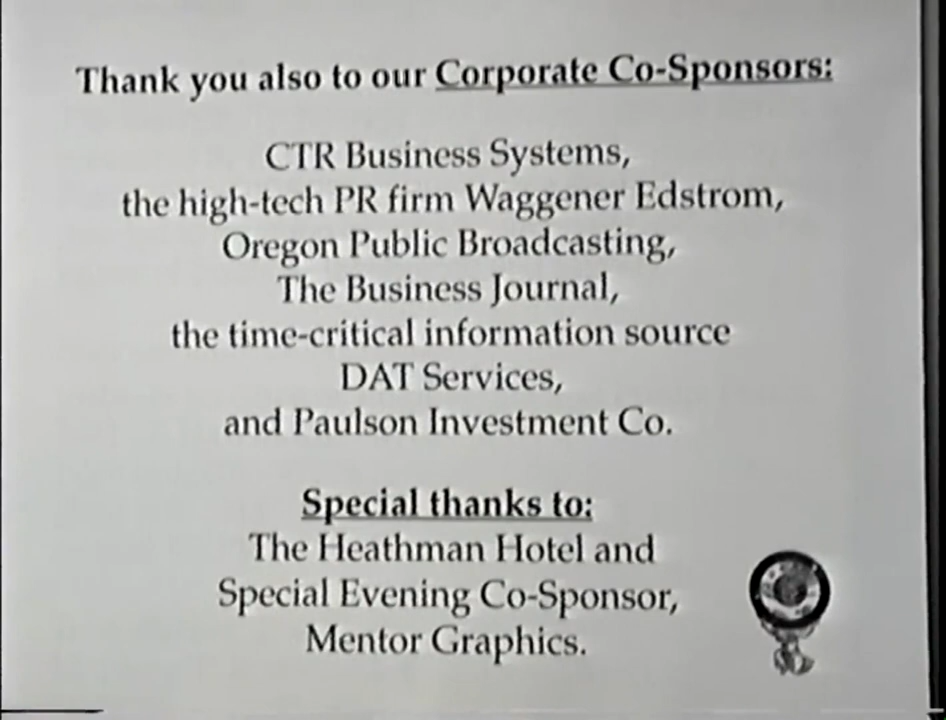 Thank you also to our Corporate Co-Sponsors:
CTR Business Systems,
the high-tech PR firm Waggener Edstrom,
Oregon Public Broadcasting,
The Business Journal,
the time-critical information source
DAT Services,
and Paulson Investment Co.
Special thanks to:
The Heathman Hotel and
Special Evening Co-Sponsor,
Mentor Graphics.